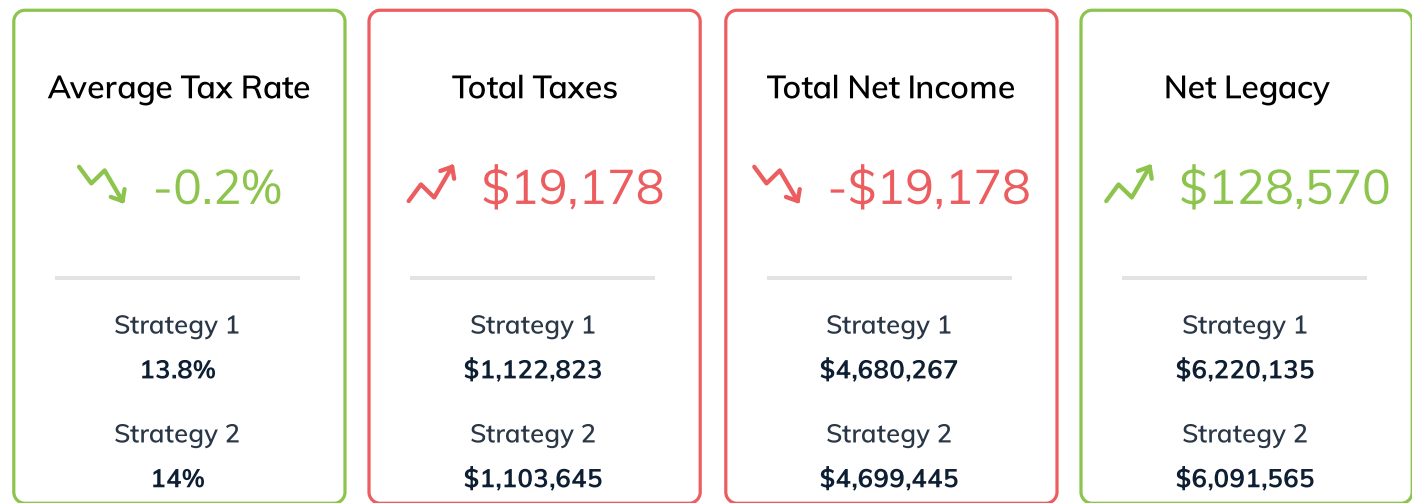 Average Tax Rate
-0.2%
Strategy 1
13.8%
Strategy 2
14%
Total Taxes
$19,178
Strategy 1
$1,122,823
Strategy 2
$1,103,645
Total Net Income
-$19,178
Strategy 1
$4,680,267
Strategy 2
$4,699,445
Net Legacy
$128,570
Strategy 1
$6,220,135
Strategy 2
$6,091,565